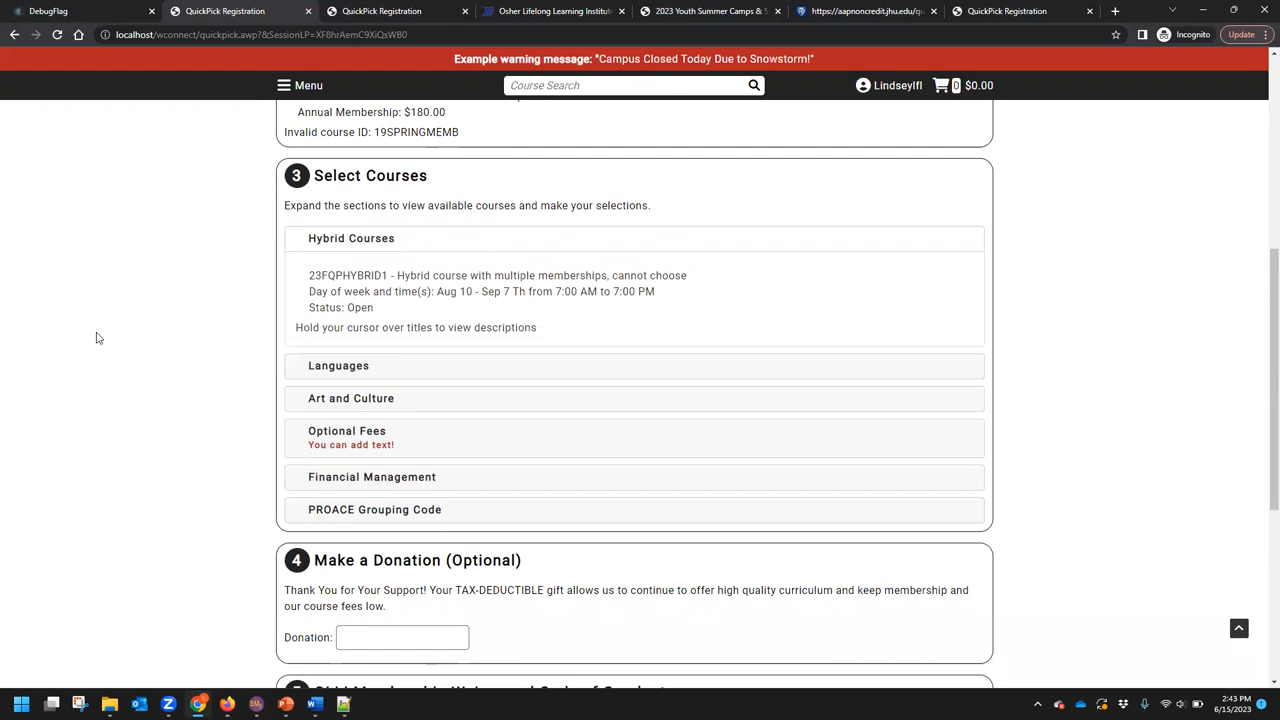 DebugFlag
QuickPick Registration
QuickPick Registration
Osher Lifelong Learning Institut
2023 Youth Summer Camps & S
https://aapnoncredit.jhu.edu/qu
QuickPick Registration
localhost/wconnect/quickpick.awp?&SessionLP=XF8hrAemC9XiQsWB0
Incognito
Update
Example warning message: "Campus Closed Today Due to Snowstorm!"
Menu
Course Search
Lindseylfl
0
$0.00
Annual Membership: $180.00
Invalid course ID: 19SPRINGMEMB
3 Select Courses
Expand the sections to view available courses and make your selections.
Hybrid Courses
23FQPHYBRID1 - Hybrid course with multiple memberships, cannot choose
Day of week and time(s): Aug 10 - Sep 7 Th from 7:00 AM to 7:00 PM
Status: Open
Hold your cursor over titles to view descriptions
Languages
Art and Culture
Optional Fees
You can add text!
Financial Management
PROACE Grouping Code
4 Make a Donation (Optional)
Thank You for Your Support! Your TAX-DEDUCTIBLE gift allows us to continue to offer high quality curriculum and keep membership and
our course fees low.
Donation:
2:43 PM
6/15/2023